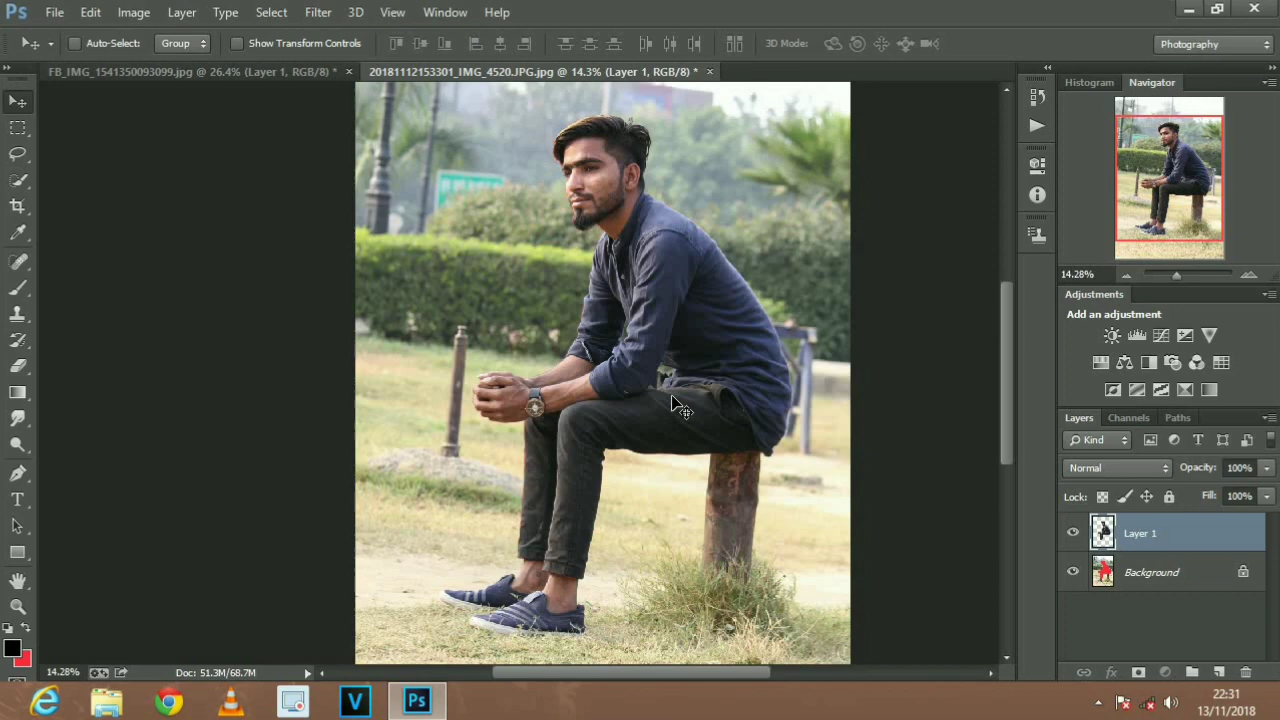 Ps File Edit Image Layer Type Select Filter 3D View Window Help
Auto-Select: Group Show Transform Controls 3D Mode: Photography
FB_IMG_1541350093099.jpg @ 26.4% (Layer 1, RGB/8) * × 20181112153301_IMG_4520.JPG.jpg @ 14.3% (Layer 1, RGB/8) * ×
Histogram Navigator
14.28%
Adjustments
Add an adjustment
Layers Channels Paths
Kind
Normal Opacity: 100%
Lock: Fill: 100%
Layer 1
Background
14.28% Doc: 51.3M/68.7M
V Ps 22:31
13/11/2018